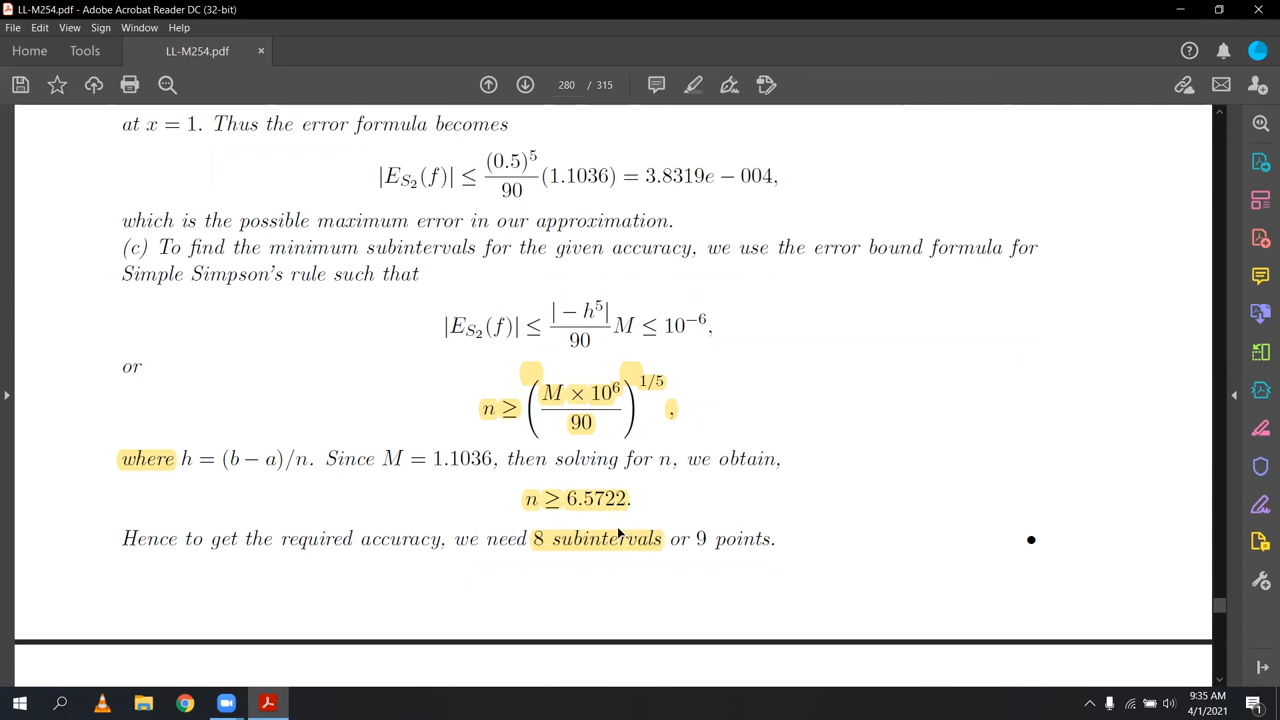 LL-M254.pdf - Adobe Acrobat Reader DC (32-bit)
File Edit View Sign Window Help
Home Tools LL-M254.pdf ×
280 / 315
at x = 1. Thus the error formula becomes
|E_{S_2}(f)| ≤ (0.5)^5/90 (1.1036) = 3.8319e − 004,
which is the possible maximum error in our approximation.
(c) To find the minimum subintervals for the given accuracy, we use the error bound formula for
Simple Simpson's rule such that
|E_{S_2}(f)| ≤ |− h^5|/90 M ≤ 10^{−6},
or
n ≥ (M × 10^6/90)^{1/5},
where h = (b − a)/n. Since M = 1.1036, then solving for n, we obtain,
n ≥ 6.5722.
Hence to get the required accuracy, we need 8 subintervals or 9 points.
9:35 AM
4/1/2021
1